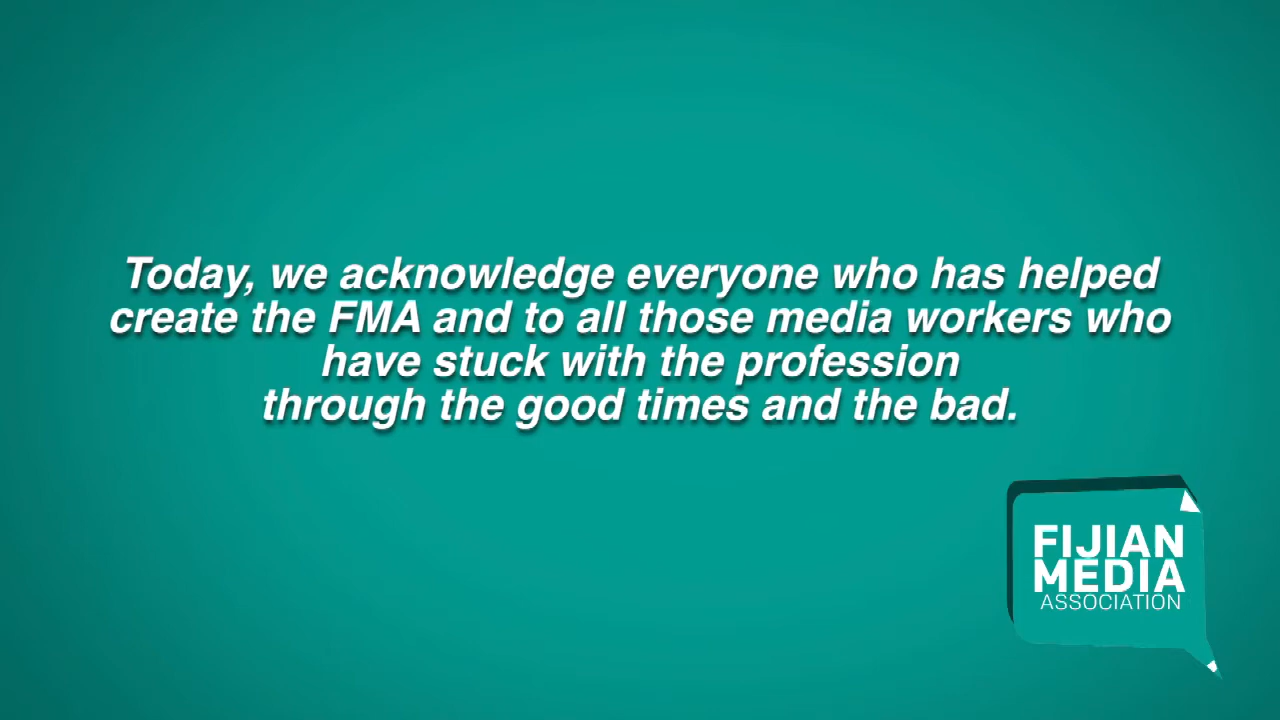 Today, we acknowledge everyone who has helped
create the FMA and to all those media workers who
have stuck with the profession
through the good times and the bad.
FIJIAN
MEDIA
ASSOCIATION